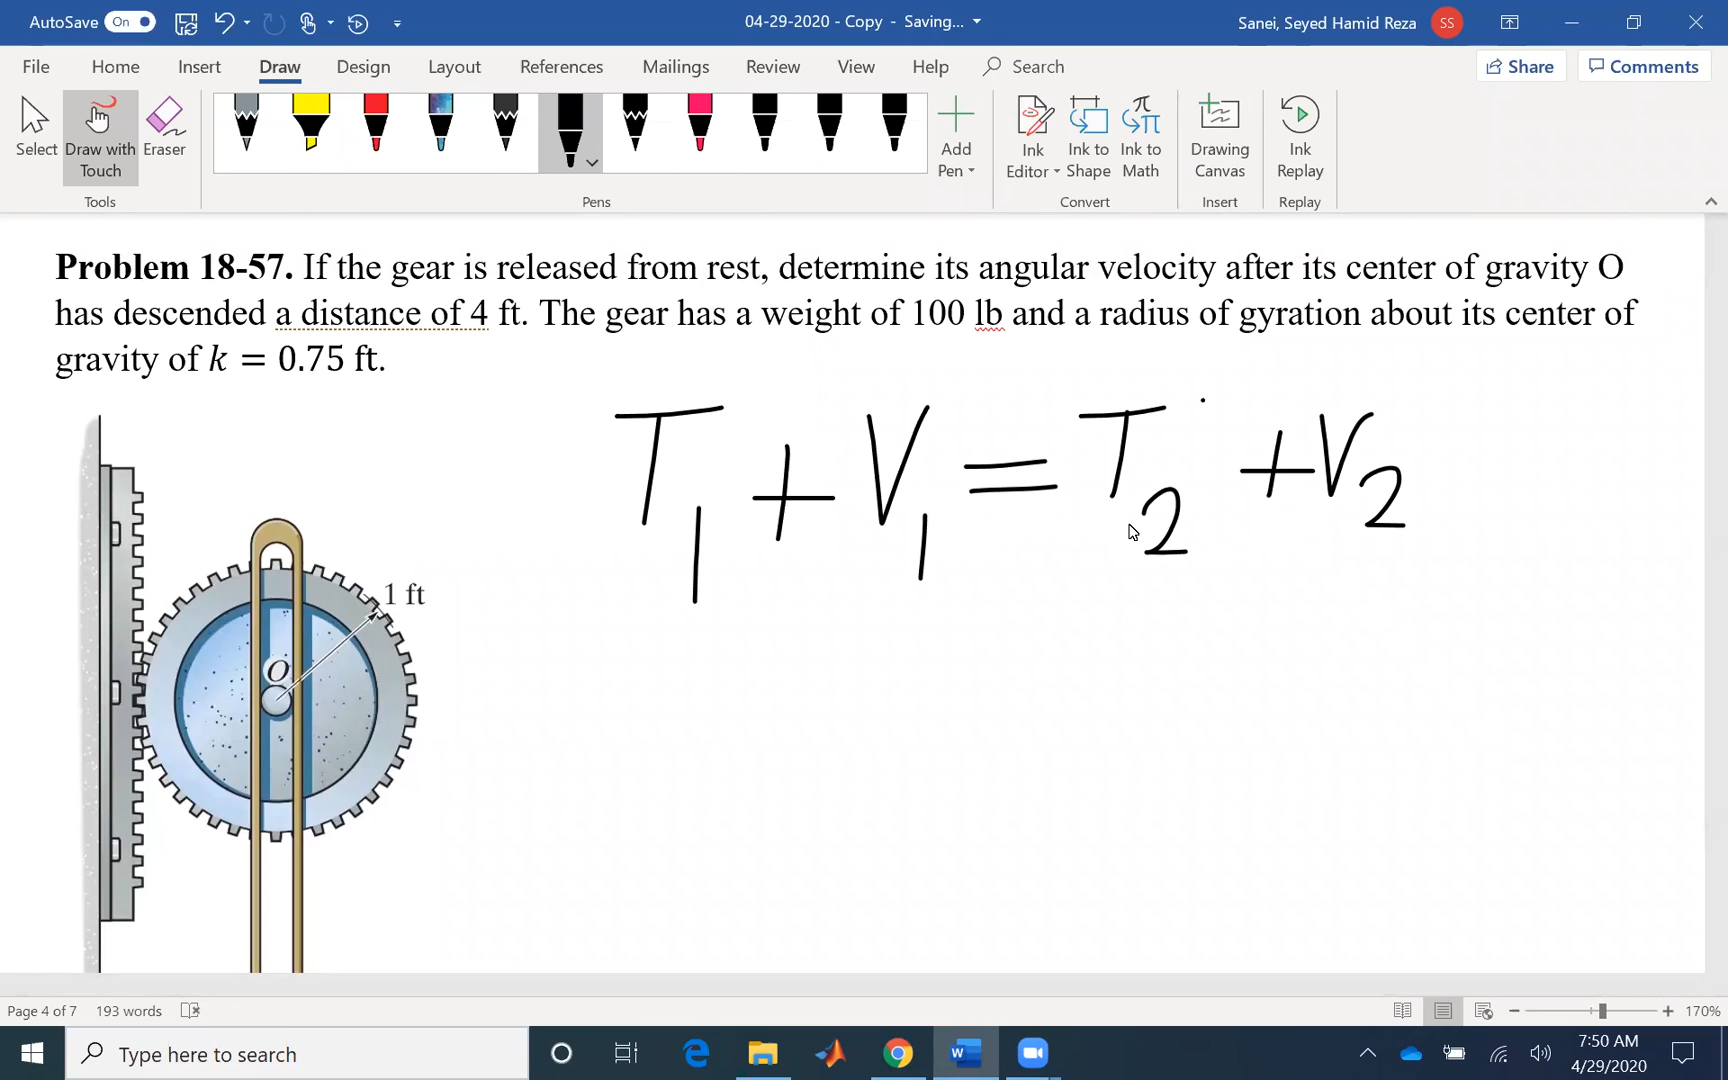 AutoSave On 04-29-2020 - Copy - Saving... Sanei, Seyed Hamid Reza SS
File Home Insert Draw Design Layout References Mailings Review View Help Search Share Comments
Select
Draw with Touch
Eraser
Add Pen
Ink Editor
Ink to Shape
Ink to Math
Drawing Canvas
Ink Replay
Tools Pens Convert Insert Replay
Problem 18-57. If the gear is released from rest, determine its angular velocity after its center of gravity O
has descended a distance of 4 ft. The gear has a weight of 100 lb and a radius of gyration about its center of
gravity of k = 0.75 ft.
T1 + V1 = T2 + V2
1 ft
O
Page 4 of 7 193 words 170%
Type here to search
7:50 AM
4/29/2020